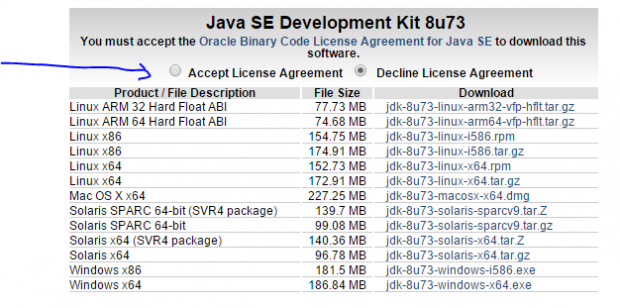 Java SE Development Kit 8u73
You must accept the Oracle Binary Code License Agreement for Java SE to download this
software.
Accept License Agreement Decline License Agreement
Product / File Description File Size Download
Linux ARM 32 Hard Float ABI 77.73 MB jdk-8u73-linux-arm32-vfp-hflt.tar.gz
Linux ARM 64 Hard Float ABI 74.68 MB jdk-8u73-linux-arm64-vfp-hflt.tar.gz
Linux x86 154.75 MB jdk-8u73-linux-i586.rpm
Linux x86 174.91 MB jdk-8u73-linux-i586.tar.gz
Linux x64 152.73 MB jdk-8u73-linux-x64.rpm
Linux x64 172.91 MB jdk-8u73-linux-x64.tar.gz
Mac OS X x64 227.25 MB jdk-8u73-macosx-x64.dmg
Solaris SPARC 64-bit (SVR4 package) 139.7 MB jdk-8u73-solaris-sparcv9.tar.Z
Solaris SPARC 64-bit 99.08 MB jdk-8u73-solaris-sparcv9.tar.gz
Solaris x64 (SVR4 package) 140.36 MB jdk-8u73-solaris-x64.tar.Z
Solaris x64 96.78 MB jdk-8u73-solaris-x64.tar.gz
Windows x86 181.5 MB jdk-8u73-windows-i586.exe
Windows x64 186.84 MB jdk-8u73-windows-x64.exe